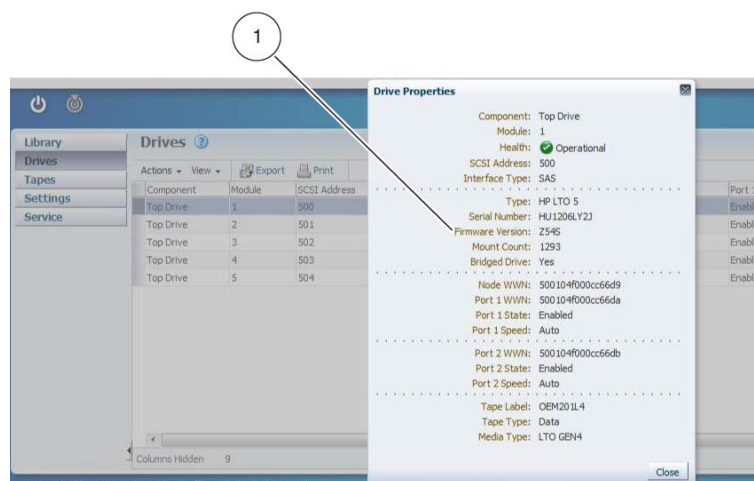 1
Drive Properties
Library
Drives
Tapes
Settings
Service
Drives
Actions View Export Print
Component Module SCSI Address
Top Drive 1 500
Top Drive 2 501
Top Drive 3 502
Top Drive 4 503
Top Drive 5 504
Columns Hidden 9
Component: Top Drive
Module: 1
Health: Operational
SCSI Address: 500
Interface Type: SAS
Type: HP LTO 5
Serial Number: HU1206LY2J
Firmware Version: Z54S
Mount Count: 1293
Bridged Drive: Yes
Node WWN: 500104f000cc66d9
Port 1 WWN: 500104f000cc66da
Port 1 State: Enabled
Port 1 Speed: Auto
Port 2 WWN: 500104f000cc66db
Port 2 State: Enabled
Port 2 Speed: Auto
Tape Label: OEM201L4
Tape Type: Data
Media Type: LTO GEN4
Close
Port
Enabl
Enabl
Enabl
Enabl
Enabl